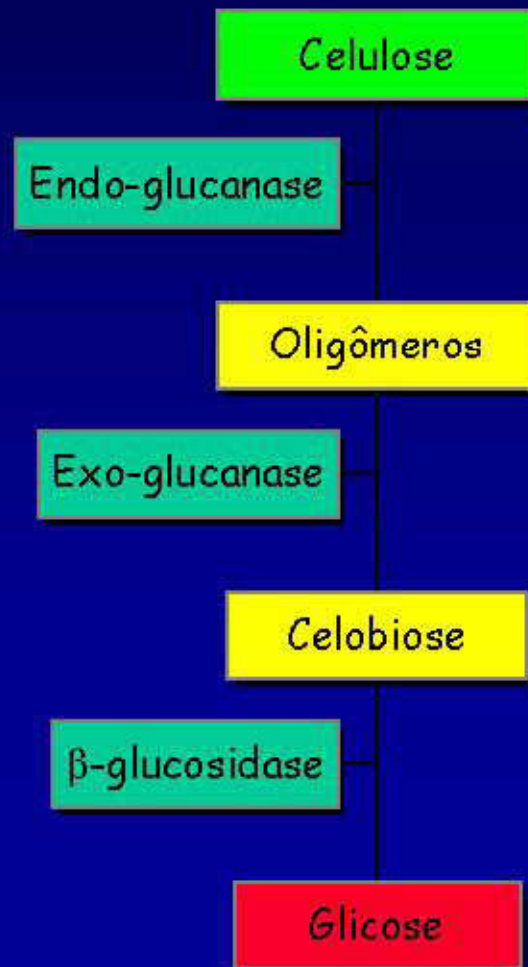 Celulose
Endo-glucanase
Oligômeros
Exo-glucanase
Celobiose
β-glucosidase
Glicose